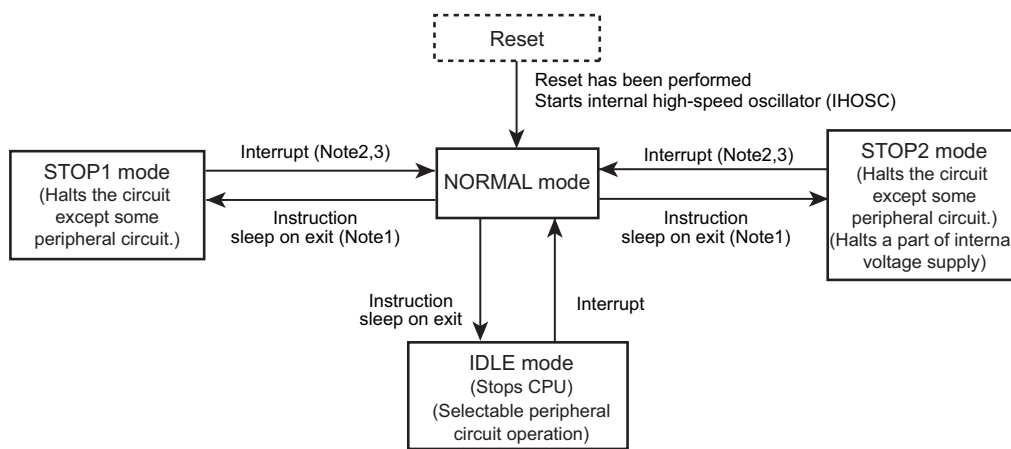 Reset
Reset has been performed
Starts internal high-speed oscillator (IHOSC)
STOP1 mode
(Halts the circuit
except some
peripheral circuit.)
Interrupt (Note2,3)
Instruction
sleep on exit (Note1)
NORMAL mode
Interrupt (Note2,3)
Instruction
sleep on exit (Note1)
STOP2 mode
(Halts the circuit
except some
peripheral circuit.)
(Halts a part of internal
voltage supply)
Instruction
sleep on exit
Interrupt
IDLE mode
(Stops CPU)
(Selectable peripheral
circuit operation)